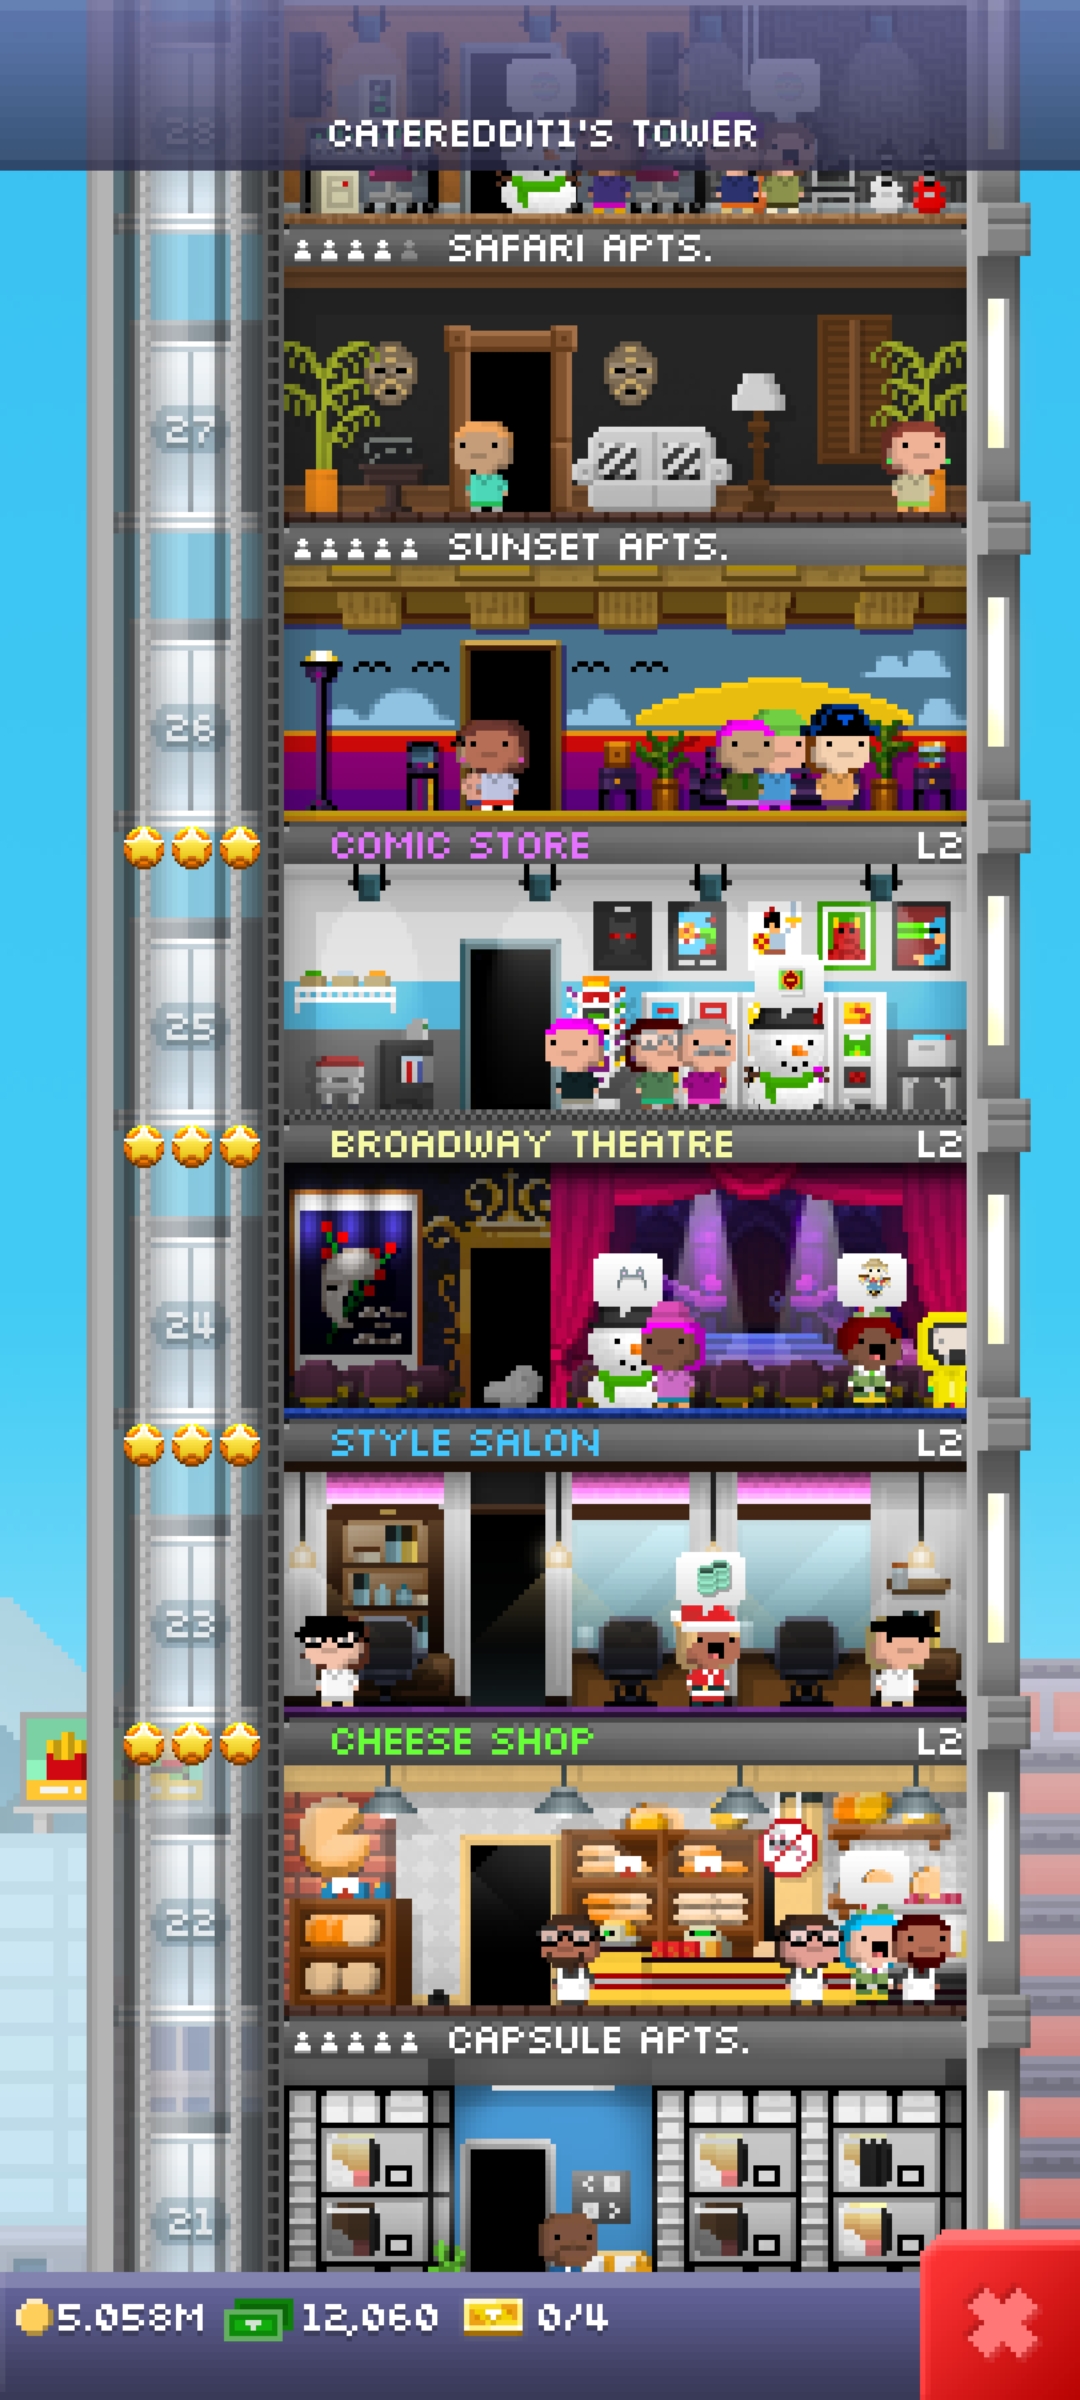 28
CATEREDDIT1'S TOWER
SAFARI APTS.
27
SUNSET APTS.
26
COMIC STORE L2
25
BROADWAY THEATRE L2
24
STYLE SALON L2
23
CHEESE SHOP L2
22
CAPSULE APTS.
21
5.058M 12,060 0/4